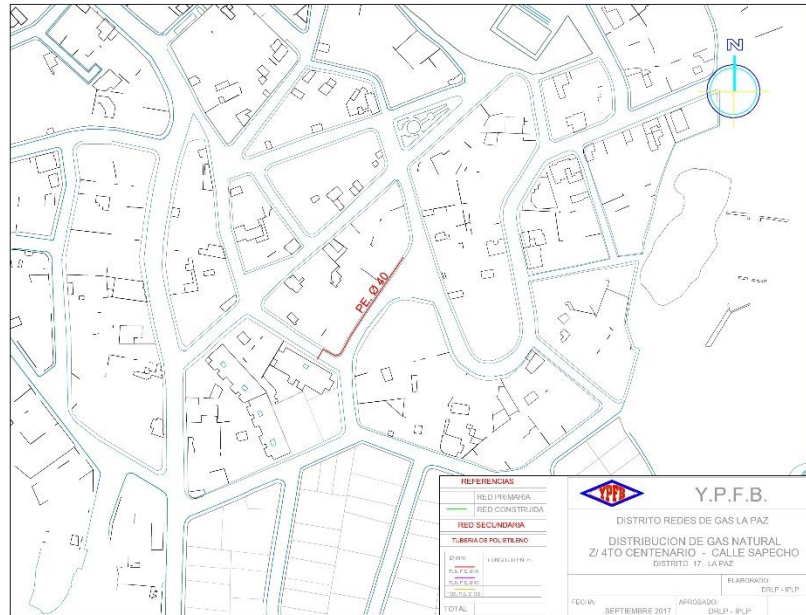 N
PE. Ø 40
REFERENCIAS
RED PRIMARIA
RED CONSTRUIDA
RED SECUNDARIA
TUBERIA DE POLIETILENO
TOTAL
YPFB
Y.P.F.B.
DISTRITO REDES DE GAS LA PAZ
DISTRIBUCION DE GAS NATURAL
Z/ 4TO CENTENARIO - CALLE SAPECHO
DISTRITO 17 - LA PAZ
ELABORADO:
DRLP - IPLP
FECHA:
SEPTIEMBRE 2017
APROBADO:
DRLP - IPLP